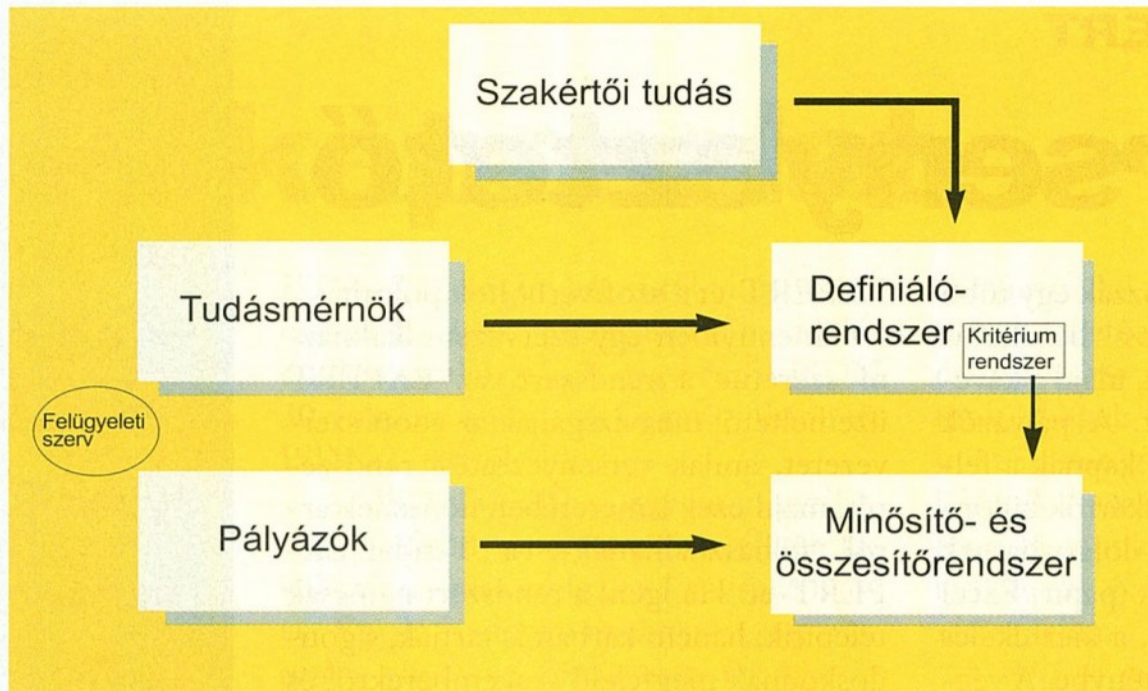 Szakértői tudás
Tudásmérnök
Definiáló-
rendszer
Kritérium
rendszer
Felügyeleti
szerv
Pályázók
Minősítő- és
összesítőrendszer